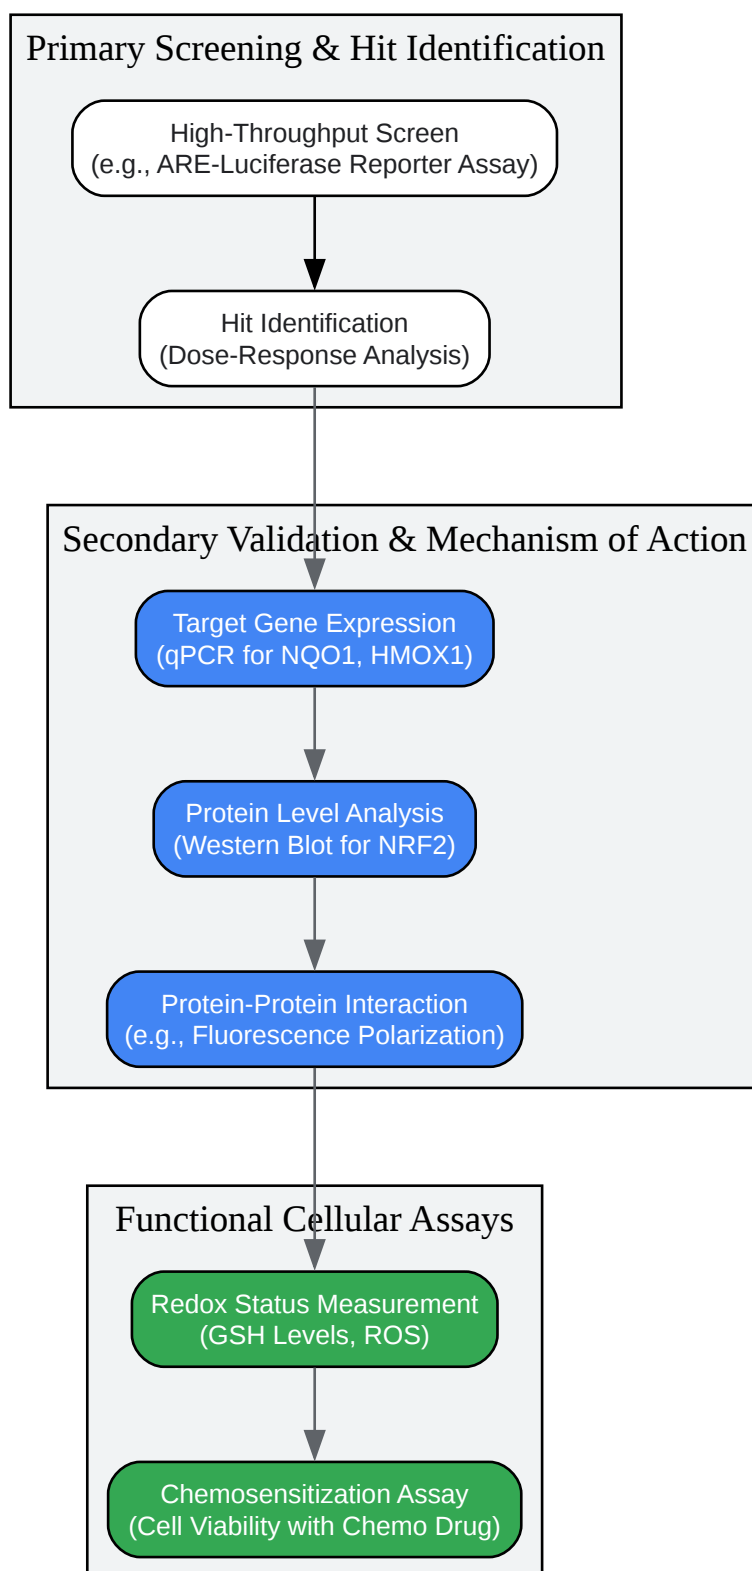 Primary Screening & Hit Identification
High-Throughput Screen
(e.g., ARE-Luciferase Reporter Assay)
Hit Identification
(Dose-Response Analysis)
Secondary Validation & Mechanism of Action
Target Gene Expression
(qPCR for NQO1, HMOX1)
Protein Level Analysis
(Western Blot for NRF2)
Protein-Protein Interaction
(e.g., Fluorescence Polarization)
Functional Cellular Assays
Redox Status Measurement
(GSH Levels, ROS)
Chemosensitization Assay
(Cell Viability with Chemo Drug)